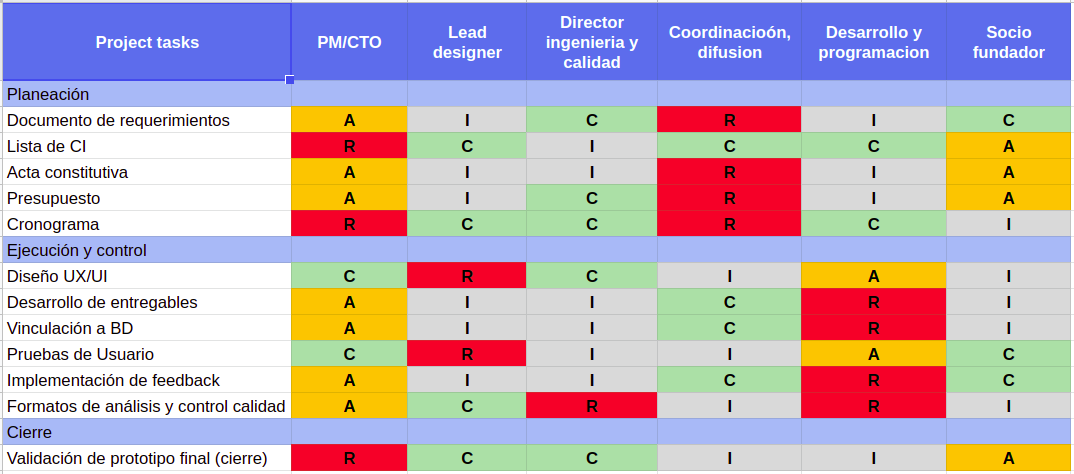 Project tasks PM/CTO Lead designer Director ingenieria y calidad Coordinacioón, difusion Desarrollo y programacion Socio fundador
Planeación
Documento de requerimientos A I C R I C
Lista de CI R C I C C A
Acta constitutiva A I I R I A
Presupuesto A I C R I A
Cronograma R C C R C I
Ejecución y control
Diseño UX/UI C R C I A I
Desarrollo de entregables A I I C R I
Vinculación a BD A I I C R I
Pruebas de Usuario C R I I A C
Implementación de feedback A I I C R C
Formatos de análisis y control calidad A C R I R I
Cierre
Validación de prototipo final (cierre) R C C I I A